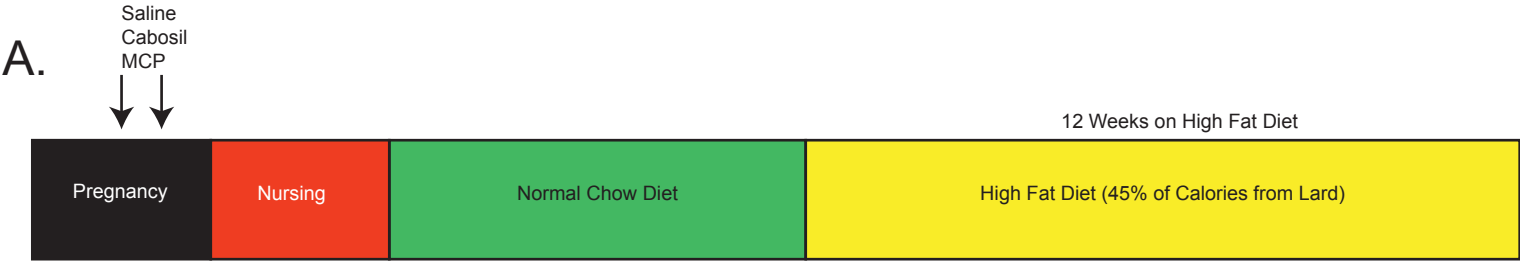 Saline
Cabosil
MCP
A.
12 Weeks on High Fat Diet
Pregnancy
Nursing
Normal Chow Diet
High Fat Diet (45% of Calories from Lard)